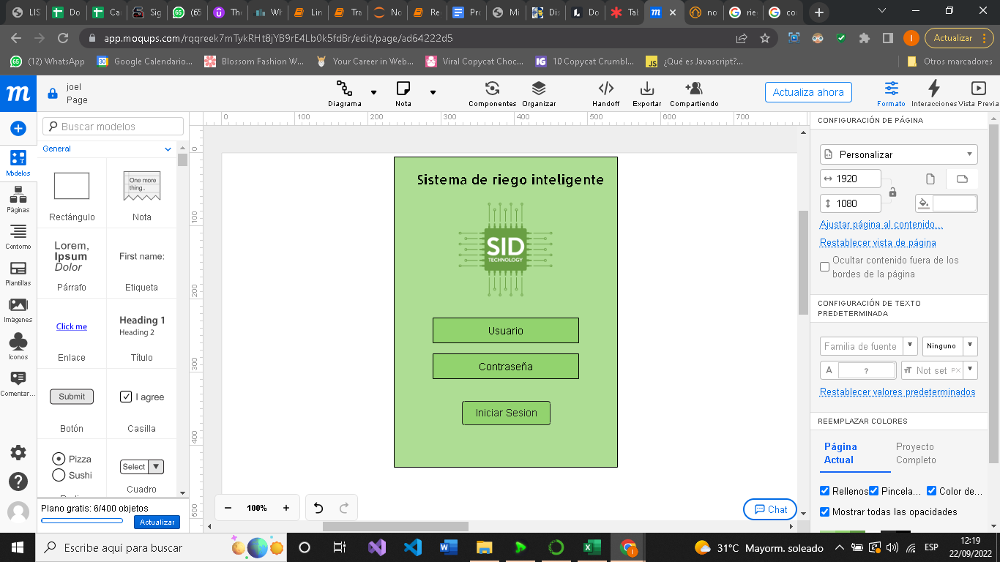 LIS
Do
Ca
Sig
(65
The
Wh
Lin
Tra
No
Re
Pro
Mi
Dis
Do
Tab
no
rie
co
app.moqups.com/rqqreek7mTykRHt8jYB9rE4Lb0k5fdBr/edit/page/ad64222d5
I
Actualizar
65
(12) WhatsApp
Google Calendario...
Blossom Fashion W...
Your Career in Web...
Viral Copycat Choc...
10 Copycat Crumbl...
¿Qué es Javascript?...
Otros marcadores
m
joel
Page
Diagrama
Nota
Componentes
Organizar
Handoff
Exportar
Compartiendo
Actualiza ahora
Formato
Interacciones
Vista Previa
Modelos
Páginas
Contorno
Plantillas
Imágenes
Iconos
Comentar...
Buscar modelos
General
Rectángulo
One more
thing..
Nota
Lorem,
Ipsum
Dolor
Párrafo
First name:
Etiqueta
Click me
Enlace
Heading 1
Heading 2
Título
Submit
Botón
I agree
Casilla
Pizza
Sushi
Select
Cuadro
Plano gratis: 6/400 objetos
Actualizar
0
100
200
300
400
500
600
700
0
100
200
300
400
500
Sistema de riego inteligente
SID
TECHNOLOGY
Usuario
Contraseña
Iniciar Sesion
100%
Chat
CONFIGURACIÓN DE PÁGINA
Personalizar
1920
1080
Ajustar página al contenido...
Restablecer vista de página
Ocultar contenido fuera de los
bordes de la página
CONFIGURACIÓN DE TEXTO
PREDETERMINADA
Familia de fuente
Ninguno
A
?
Not set PX
Restablecer valores predeterminados
REEMPLAZAR COLORES
Página
Actual
Proyecto
Completo
Rellenos
Pincela...
Color de...
Mostrar todas las opacidades
Escribe aquí para buscar
31°C Mayorm. soleado
ESP
12:19
22/09/2022